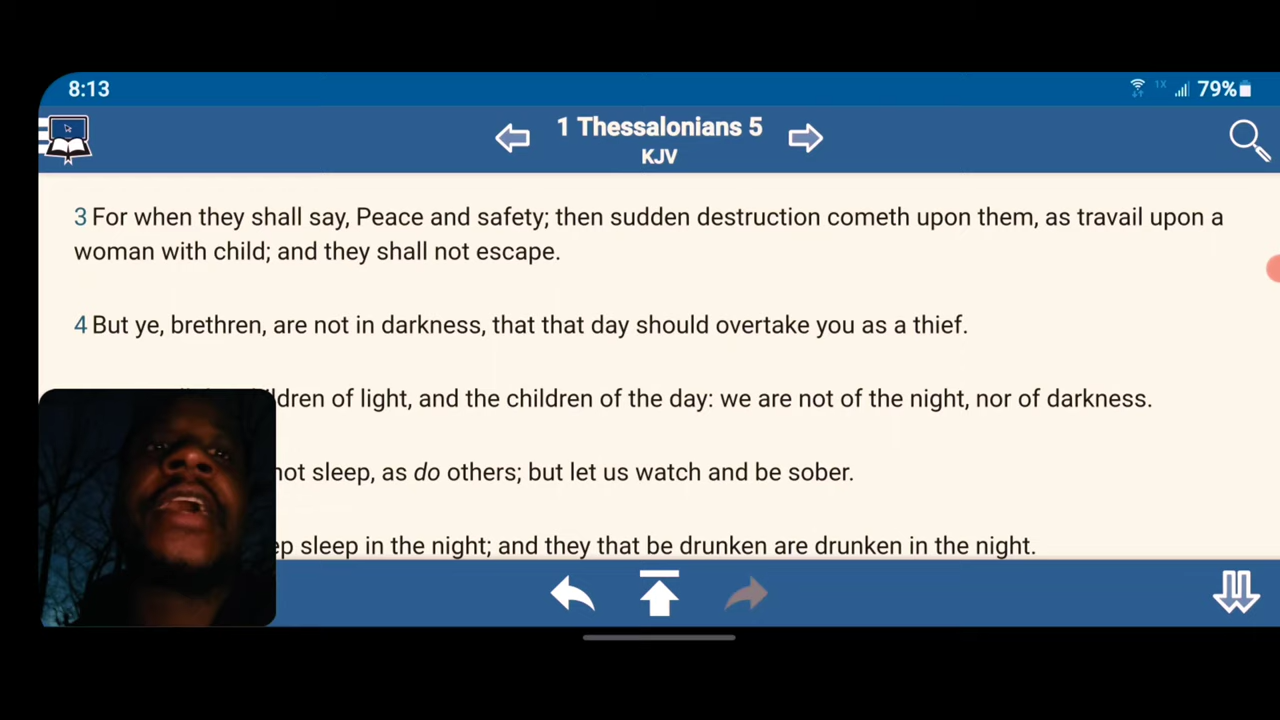 8:13
1X
79%
1 Thessalonians 5
KJV
3 For when they shall say, Peace and safety; then sudden destruction cometh upon them, as travail upon a
woman with child; and they shall not escape.
4 But ye, brethren, are not in darkness, that that day should overtake you as a thief.
of light, and the children of the day: we are not of the night, nor of darkness.
not sleep, as do others; but let us watch and be sober.
sleep in the night; and they that be drunken are drunken in the night.